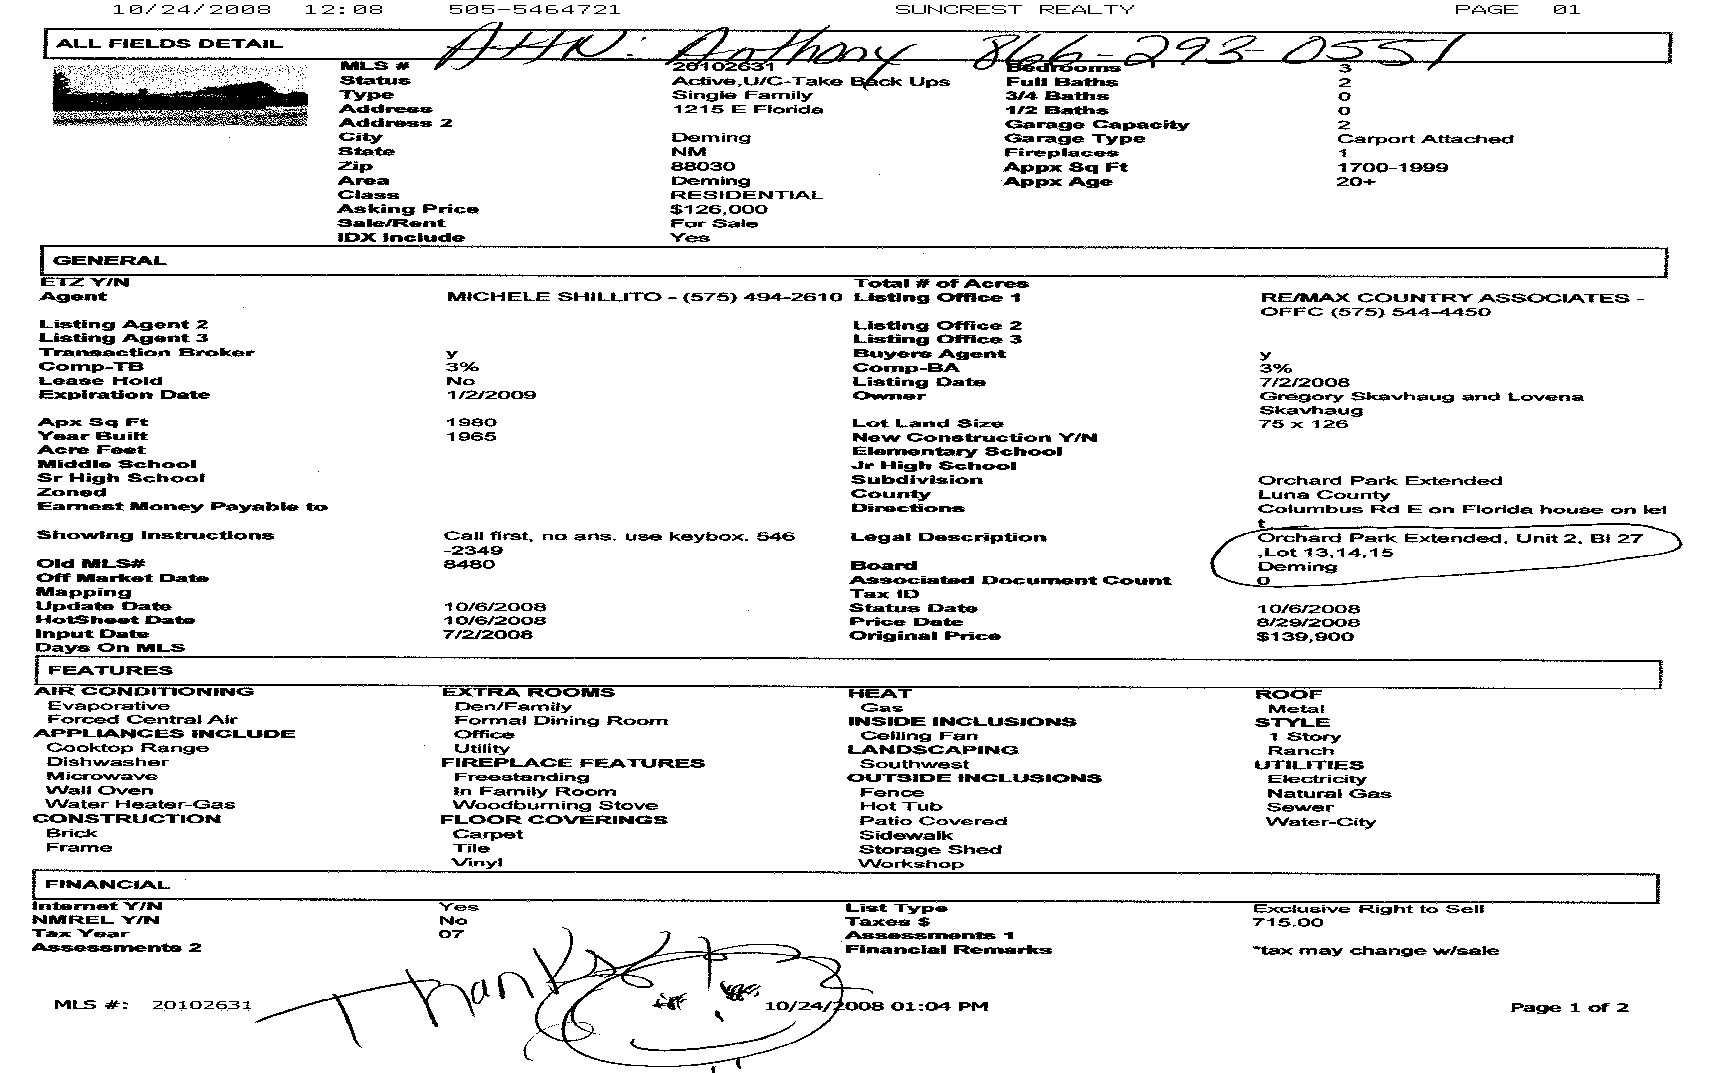 10/24/2008 12:08 505-5464721 SUNCREST REALTY PAGE 01
ATTN: Anthony 866-293-0551
ALL FIELDS DETAIL
MLS # 20102631 Bedrooms 3
Status Active,U/C-Take Back Ups Full Baths 2
Type Single Family 3/4 Baths 0
Address 1215 E Florida 1/2 Baths 0
Address 2 Garage Capacity 2
City Deming Garage Type Carport Attached
State NM Fireplaces 1
Zip 88030 Appx Sq Ft 1700-1999
Area Deming Appx Age 20+
Class RESIDENTIAL
Asking Price $126,000
Sale/Rent For Sale
IDX Include Yes
GENERAL
ETZ Y/N Total # of Acres
Agent MICHELE SHILLITO - (575) 494-2610 Listing Office 1 RE/MAX COUNTRY ASSOCIATES -
OFFC (575) 544-4450
Listing Agent 2 Listing Office 2
Listing Agent 3 Listing Office 3
Transaction Broker y Buyers Agent y
Comp-TB 3% Comp-BA 3%
Lease Hold No Listing Date 7/2/2008
Expiration Date 1/2/2009 Owner Gregory Skavhaug and Lovena
Skavhaug
Apx Sq Ft 1980 Lot Land Size 75 x 126
Year Built 1965 New Construction Y/N
Acre Feet Elementary School
Middle School Jr High School
Sr High School Subdivision Orchard Park Extended
Zoned County Luna County
Earnest Money Payable to Directions Columbus Rd E on Florida house on lef
t
Showing Instructions Call first, no ans. use keybox. 546 Legal Description Orchard Park Extended, Unit 2, Bl 27
-2349 ,Lot 13,14,15
Old MLS# 8480 Board Deming
Off Market Date Associated Document Count 0
Mapping Tax ID
Update Date 10/6/2008 Status Date 10/6/2008
HotSheet Date 10/6/2008 Price Date 8/29/2008
Input Date 7/2/2008 Original Price $139,900
Days On MLS
FEATURES
AIR CONDITIONING EXTRA ROOMS HEAT ROOF
Evaporative Den/Family Gas Metal
Forced Central Air Formal Dining Room INSIDE INCLUSIONS STYLE
APPLIANCES INCLUDE Office Ceiling Fan 1 Story
Cooktop Range Utility LANDSCAPING Ranch
Dishwasher FIREPLACE FEATURES Southwest UTILITIES
Microwave Freestanding OUTSIDE INCLUSIONS Electricity
Wall Oven In Family Room Fence Natural Gas
Water Heater-Gas Woodburning Stove Hot Tub Sewer
CONSTRUCTION FLOOR COVERINGS Patio Covered Water-City
Brick Carpet Sidewalk
Frame Tile Storage Shed
Vinyl Workshop
FINANCIAL
Internet Y/N Yes List Type Exclusive Right to Sell
NMREL Y/N No Taxes $ 715.00
Tax Year 07 Assessments 1
Assessments 2 Financial Remarks *tax may change w/sale
Thanks!
MLS #: 20102631 10/24/2008 01:04 PM Page 1 of 2